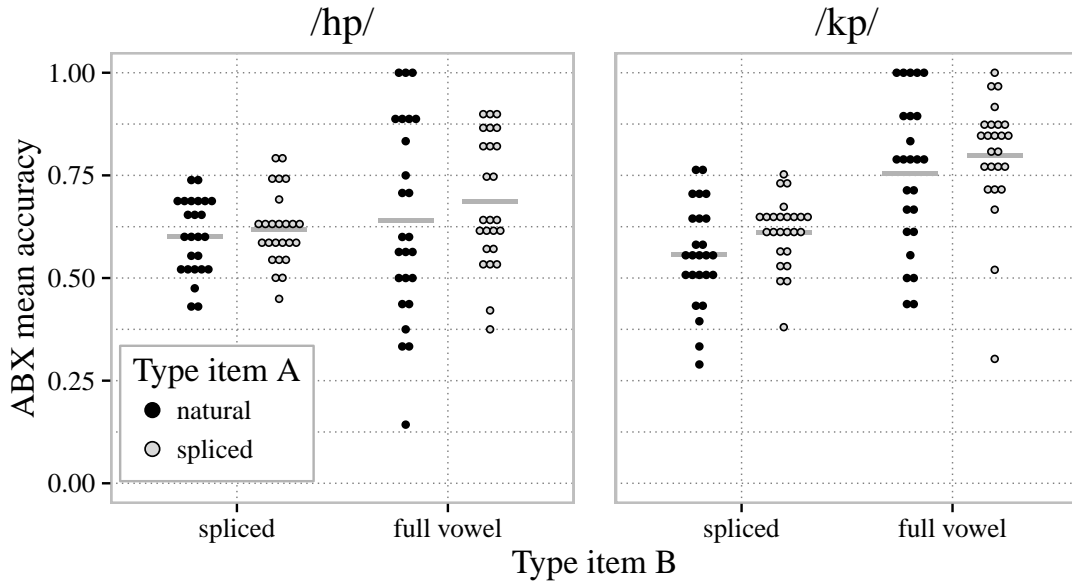 /hp/
/kp/
ABX mean accuracy
1.00
0.75
0.50
0.25
0.00
Type item A
natural
spliced
spliced
full vowel
spliced
full vowel
Type item B